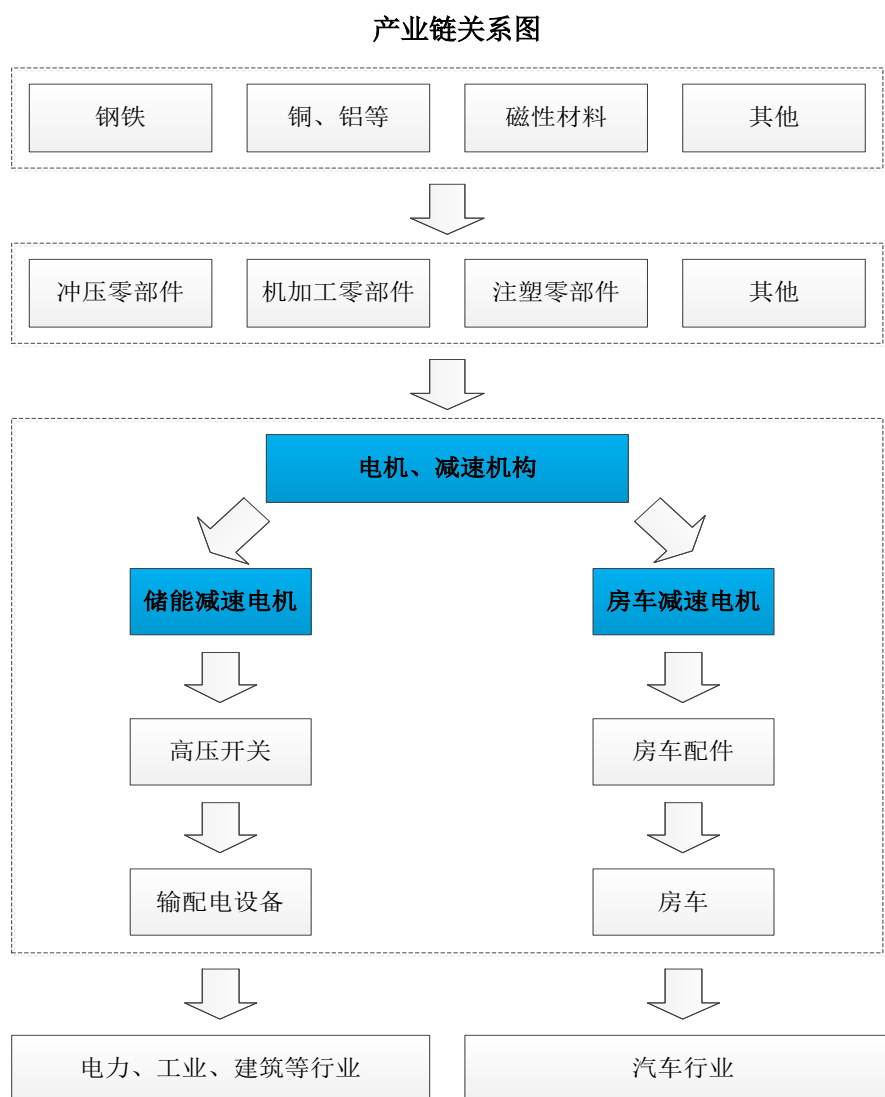 产业链关系图
钢铁
铜、铝等
磁性材料
其他
冲压零部件
机加工零部件
注塑零部件
其他
电机、减速机构
储能减速电机
房车减速电机
高压开关
房车配件
输配电设备
房车
电力、工业、建筑等行业
汽车行业